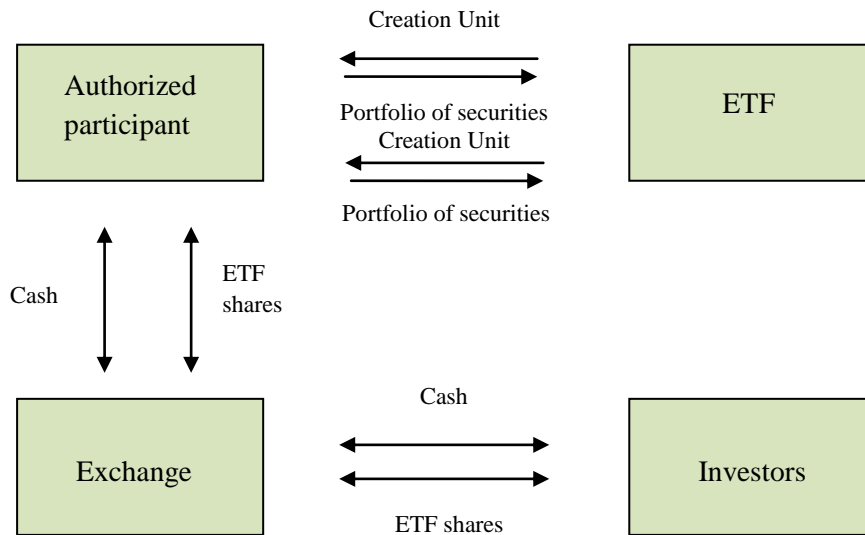 Creation Unit
Authorized
participant
ETF
Portfolio of securities
Creation Unit
Portfolio of securities
Cash
ETF
shares
Cash
Exchange
Investors
ETF shares